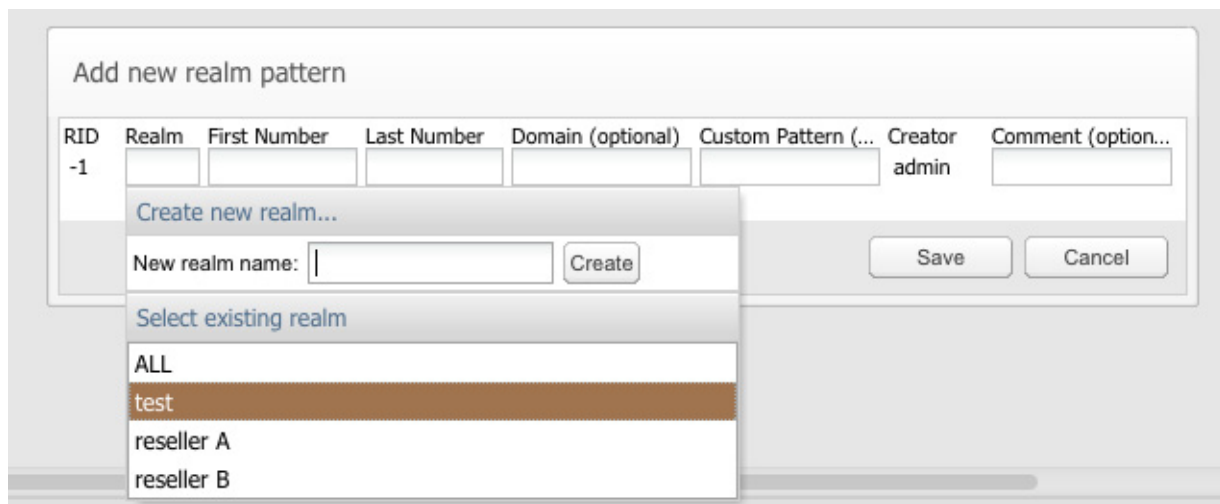 Add new realm pattern
RID Realm First Number Last Number Domain (optional) Custom Pattern (... Creator Comment (option...
-1 admin
Create new realm...
New realm name: Create
Save Cancel
Select existing realm
ALL
test
reseller A
reseller B